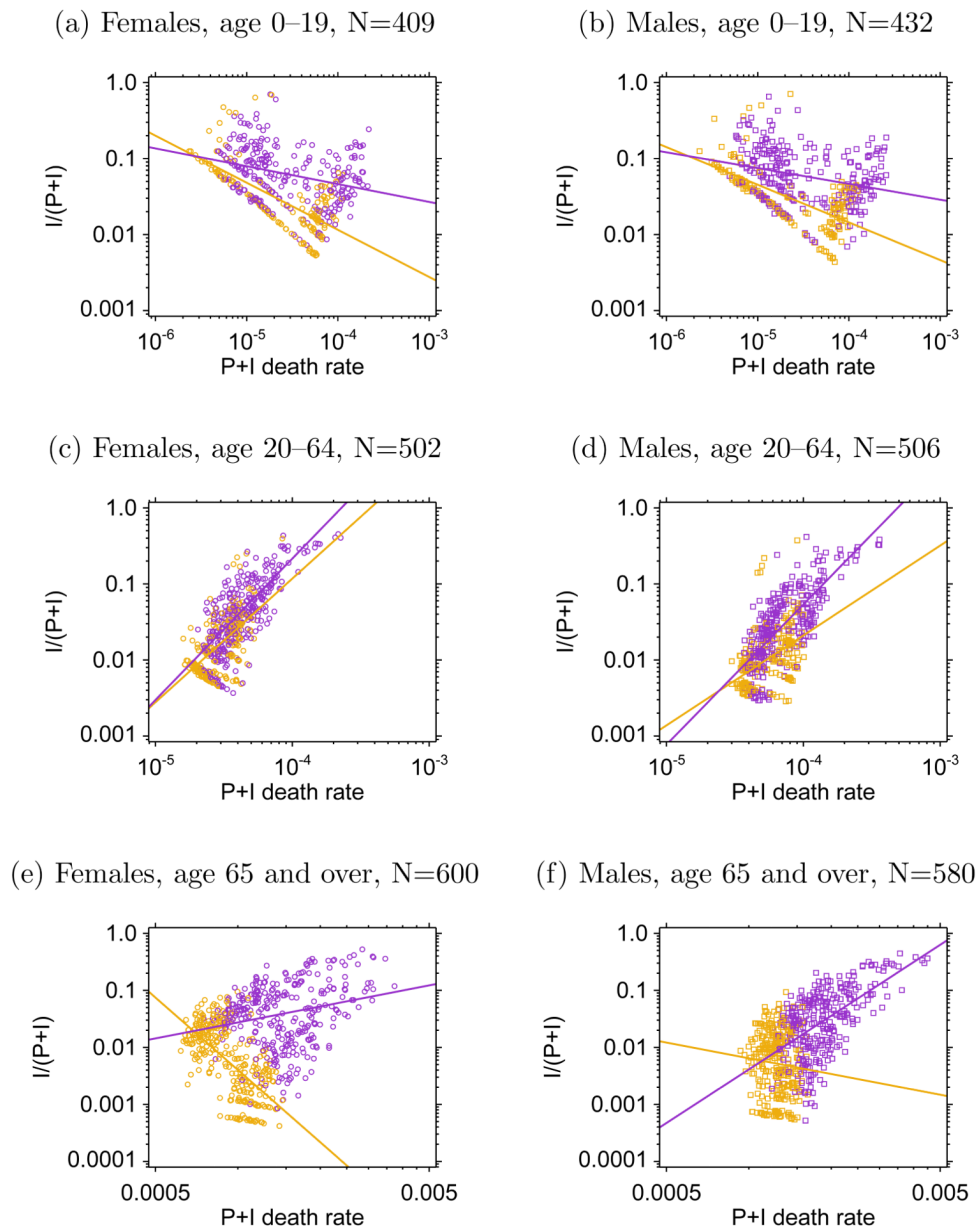 (a) Females, age 0–19, N=409
(b) Males, age 0–19, N=432
1.0
0.1
0.01
0.001
I/(P+I)
10-6 10-5 10-4 10-3
P+I death rate
1.0
0.1
0.01
0.001
I/(P+I)
10-6 10-5 10-4 10-3
P+I death rate
(c) Females, age 20–64, N=502
(d) Males, age 20–64, N=506
1.0
0.1
0.01
0.001
I/(P+I)
10-5 10-4 10-3
P+I death rate
1.0
0.1
0.01
0.001
I/(P+I)
10-5 10-4 10-3
P+I death rate
(e) Females, age 65 and over, N=600
(f) Males, age 65 and over, N=580
1.0
0.1
0.01
0.001
0.0001
I/(P+I)
0.0005 0.005
P+I death rate
1.0
0.1
0.01
0.001
0.0001
I/(P+I)
0.0005 0.005
P+I death rate